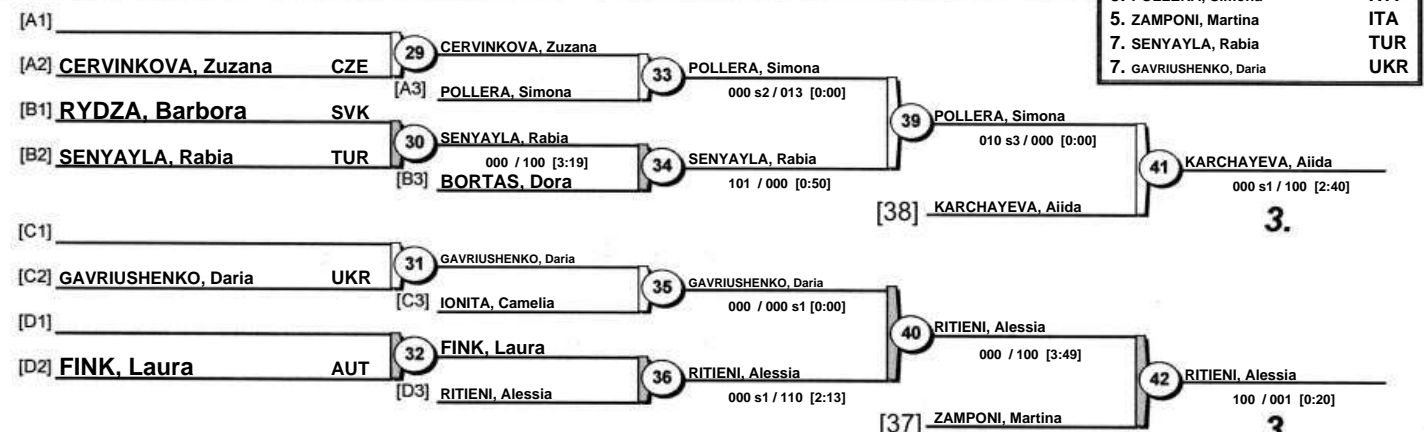 5. ZAMPONI, Martina ITA
7. SENYAYLA, Rabia TUR
7. GAVRIUSHENKO, Daria UKR
[A1]
[A2] CERVINKOVA, Zuzana CZE
29
CERVINKOVA, Zuzana
[A3] POLLERA, Simona
33
POLLERA, Simona
000 s2 / 013 [0:00]
[B1] RYDZA, Barbora SVK
[B2] SENYAYLA, Rabia TUR
30
SENYAYLA, Rabia
000 / 100 [3:19]
[B3] BORTAS, Dora
34
SENYAYLA, Rabia
101 / 000 [0:50]
39
POLLERA, Simona
010 s3 / 000 [0:00]
[38] KARCHAYEVA, Aiida
41
KARCHAYEVA, Aiida
000 s1 / 100 [2:40]
3.
[C1]
[C2] GAVRIUSHENKO, Daria UKR
31
GAVRIUSHENKO, Daria
[C3] IONITA, Camelia
35
GAVRIUSHENKO, Daria
000 / 000 s1 [0:00]
[D1]
[D2] FINK, Laura AUT
32
FINK, Laura
[D3] RITIENI, Alessia
36
RITIENI, Alessia
000 s1 / 110 [2:13]
40
RITIENI, Alessia
000 / 100 [3:49]
[37] ZAMPONI, Martina
42
RITIENI, Alessia
100 / 001 [0:20]
3.